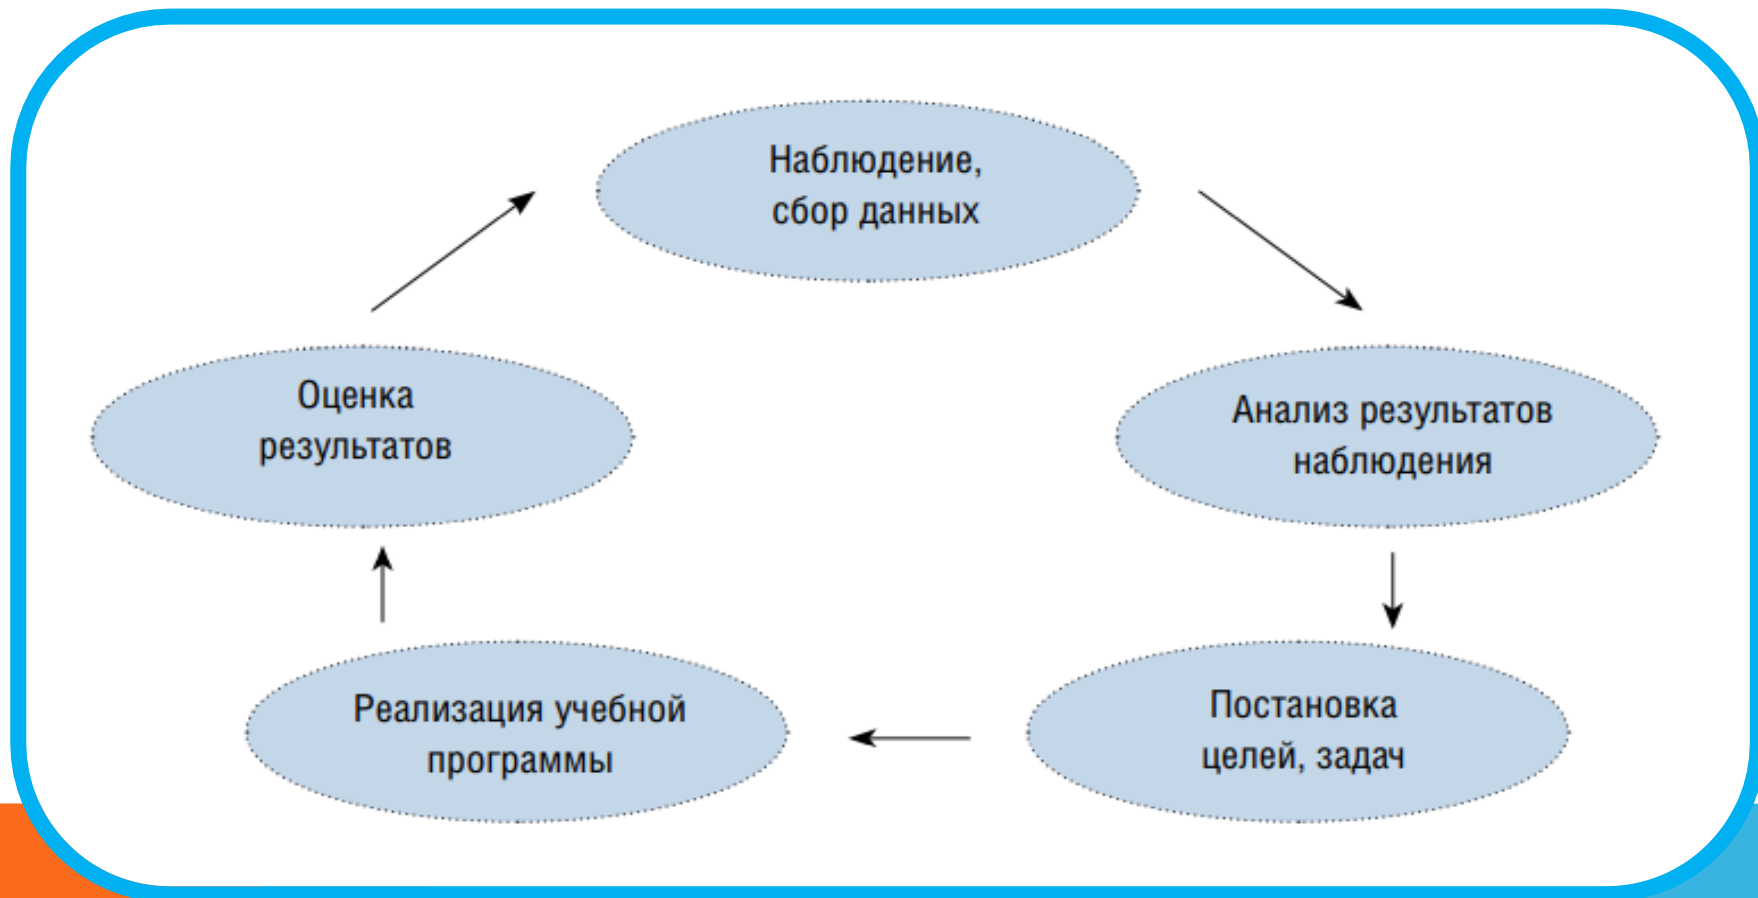 Наблюдение,
сбор данных
Оценка
результатов
Анализ результатов
наблюдения
Реализация учебной
программы
Постановка
целей, задач